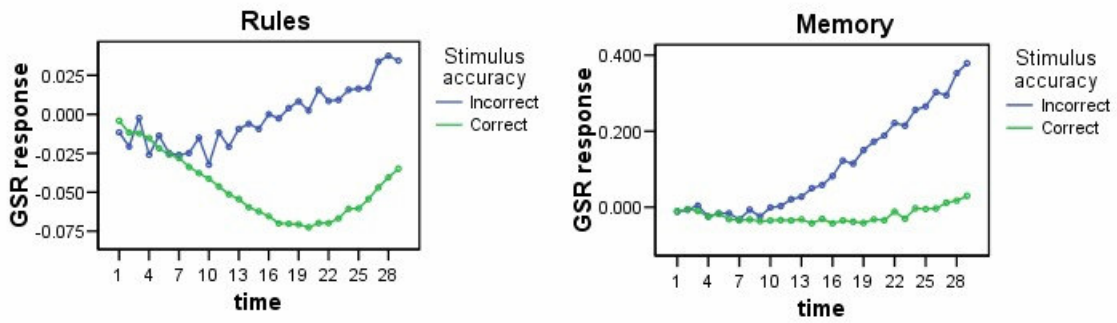 Rules
GSR response
0.025
0.000
-0.025
-0.050
-0.075
1 4 7 10 13 16 19 22 25 28
time
Stimulus
accuracy
Incorrect
Correct
Memory
GSR response
0.400
0.200
0.000
1 4 7 10 13 16 19 22 25 28
time
Stimulus
accuracy
Incorrect
Correct